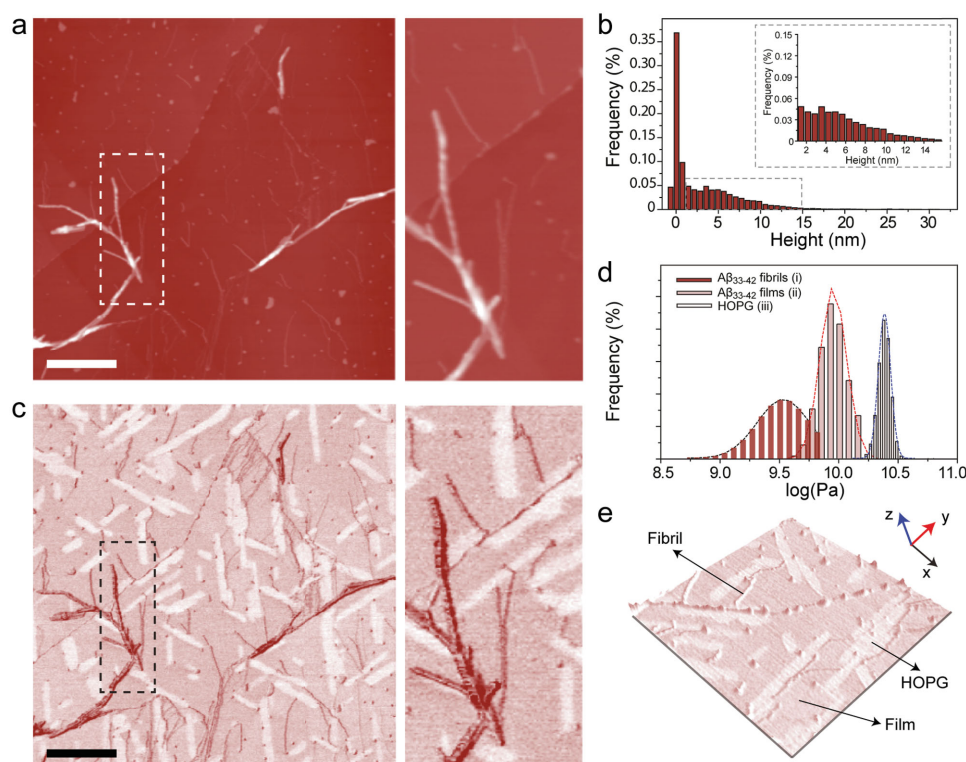 a
b
Frequency (%)
0.35
0.30
0.25
0.20
0.15
0.10
0.05
0
0
5
10
15
20
25
30
Height (nm)
Frequency (%)
0.15
0.12
0.09
0.06
0.03
0.00
2
4
6
8
10
12
14
Height (nm)
c
d
Frequency (%)
Aβ33-42 fibrils (i)
Aβ33-42 films (ii)
HOPG (iii)
8.5
9.0
9.5
10.0
10.5
11.0
log(Pa)
e
Fibril
z
y
x
HOPG
Film